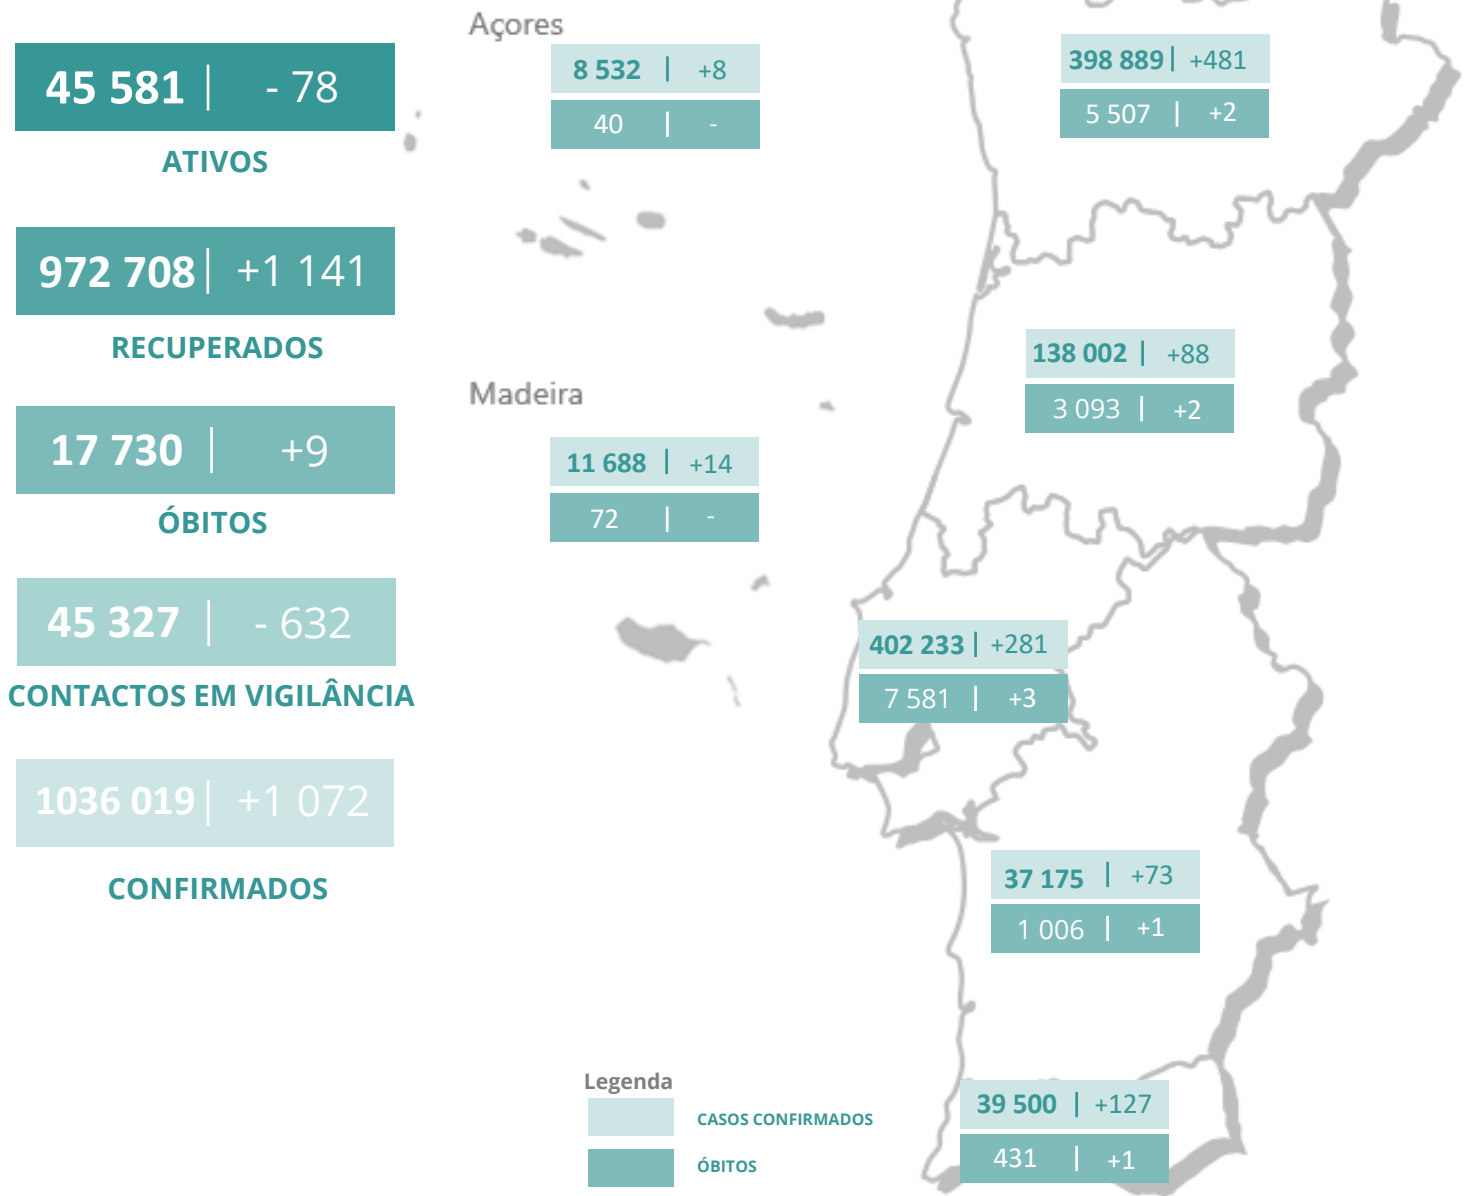 45 581 | - 78
ATIVOS
972 708 | +1 141
RECUPERADOS
17 730 | +9
ÓBITOS
45 327 | - 632
CONTACTOS EM VIGILÂNCIA
1036 019 | +1 072
CONFIRMADOS
Açores
8 532 | +8
40 | -
Madeira
11 688 | +14
72 | -
398 889 | +481
5 507 | +2
138 002 | +88
3 093 | +2
402 233 | +281
7 581 | +3
37 175 | +73
1 006 | +1
39 500 | +127
431 | +1
Legenda
CASOS CONFIRMADOS
ÓBITOS